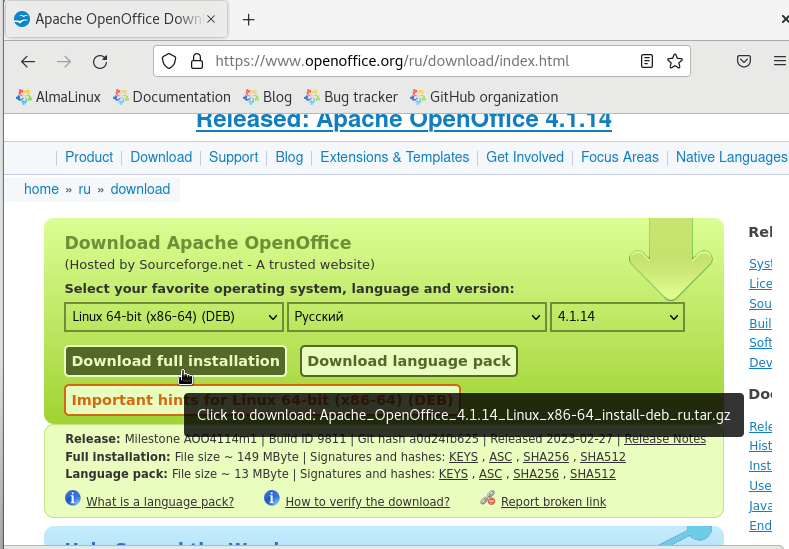 Apache OpenOffice Down
https://www.openoffice.org/ru/download/index.html
AlmaLinux Documentation Blog Bug tracker GitHub organization
Released: Apache OpenOffice 4.1.14
Product Download Support Blog Extensions & Templates Get Involved Focus Areas Native Languages
home » ru » download
Download Apache OpenOffice
(Hosted by Sourceforge.net - A trusted website)
Select your favorite operating system, language and version:
Linux 64-bit (x86-64) (DEB) Русский 4.1.14
Download full installation Download language pack
Important hints for Linux 64-bit (x86-64) (DEB)
Click to download: Apache_OpenOffice_4.1.14_Linux_x86-64_install-deb_ru.tar.gz
Release: Milestone AOO4114m1 | Build ID 9811 | Git hash a0d24fb625 | Released 2023-02-27 | Release Notes
Full installation: File size ~ 149 MByte | Signatures and hashes: KEYS , ASC , SHA256 , SHA512
Language pack: File size ~ 13 MByte | Signatures and hashes: KEYS , ASC , SHA256 , SHA512
What is a language pack? How to verify the download? Report broken link
Rel
Syst
Lice
Sou
Buil
Soft
Dev
Do
Rele
Hist
Inst
Use
Java
End